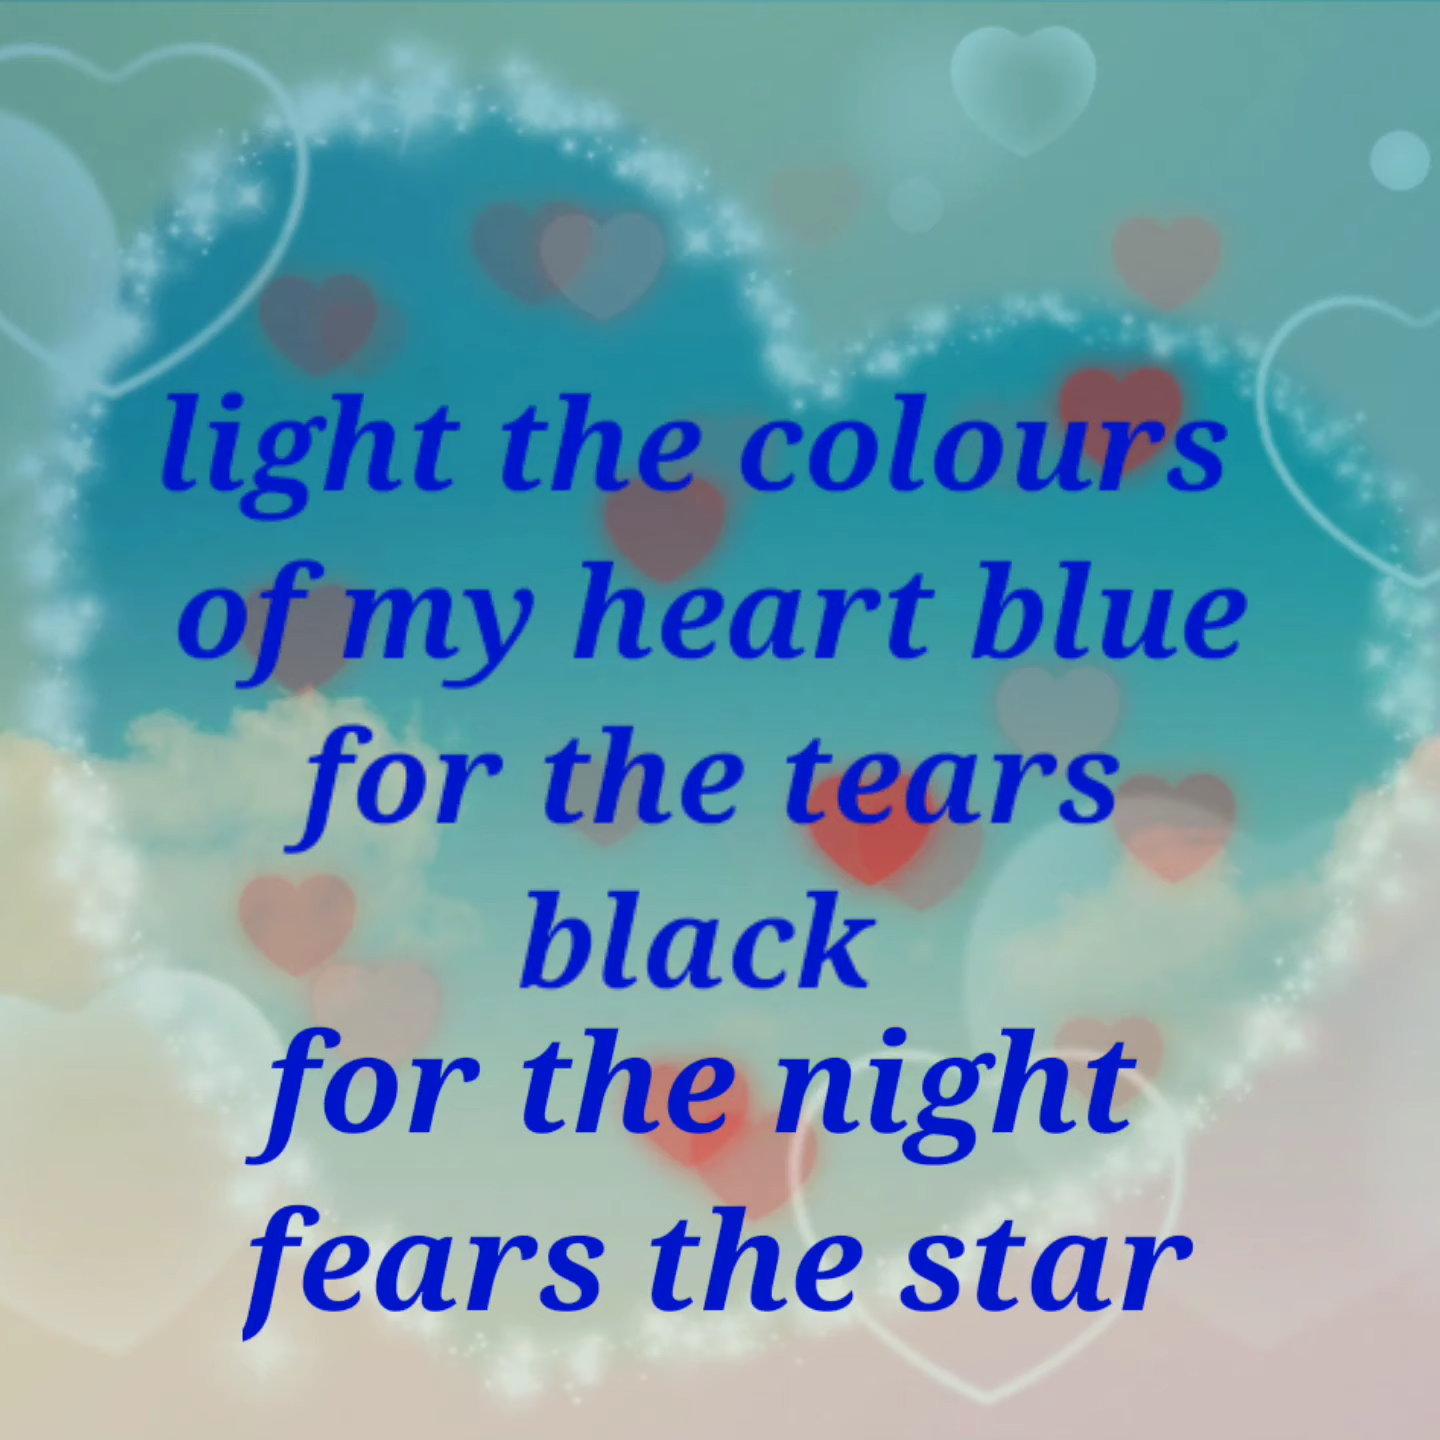 light the colours
of my heart blue
for the tears
black
for the night
fears the star